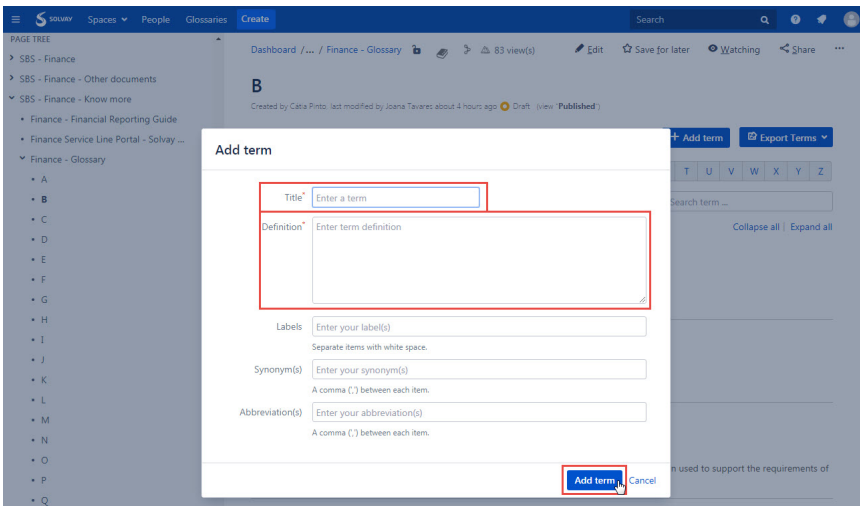 SOLVAY Spaces People Glossaries Create Search
PAGE TREE
SBS - Finance
SBS - Finance - Other documents
SBS - Finance - Know more
Finance - Financial Reporting Guide
Finance Service Line Portal - Solvay ...
Finance - Glossary
A
B
C
D
E
F
G
H
I
J
K
L
M
N
O
P
Q
Dashboard /... / Finance - Glossary 83 view(s) Edit Save for later Watching Share ...
B
Created by Catia Pinto, last modified by Joana Tavares about 4 hours ago Draft (view 'Published')
+ Add term Export Terms
T U V W X Y Z
Search term ...
Collapse all | Expand all
Add term
Title* Enter a term
Definition* Enter term definition
Labels Enter your label(s)
Separate items with white space.
Synonym(s) Enter your synonym(s)
A comma (',') between each item.
Abbreviation(s) Enter your abbreviation(s)
A comma (',') between each item.
Add term Cancel
used to support the requirements of